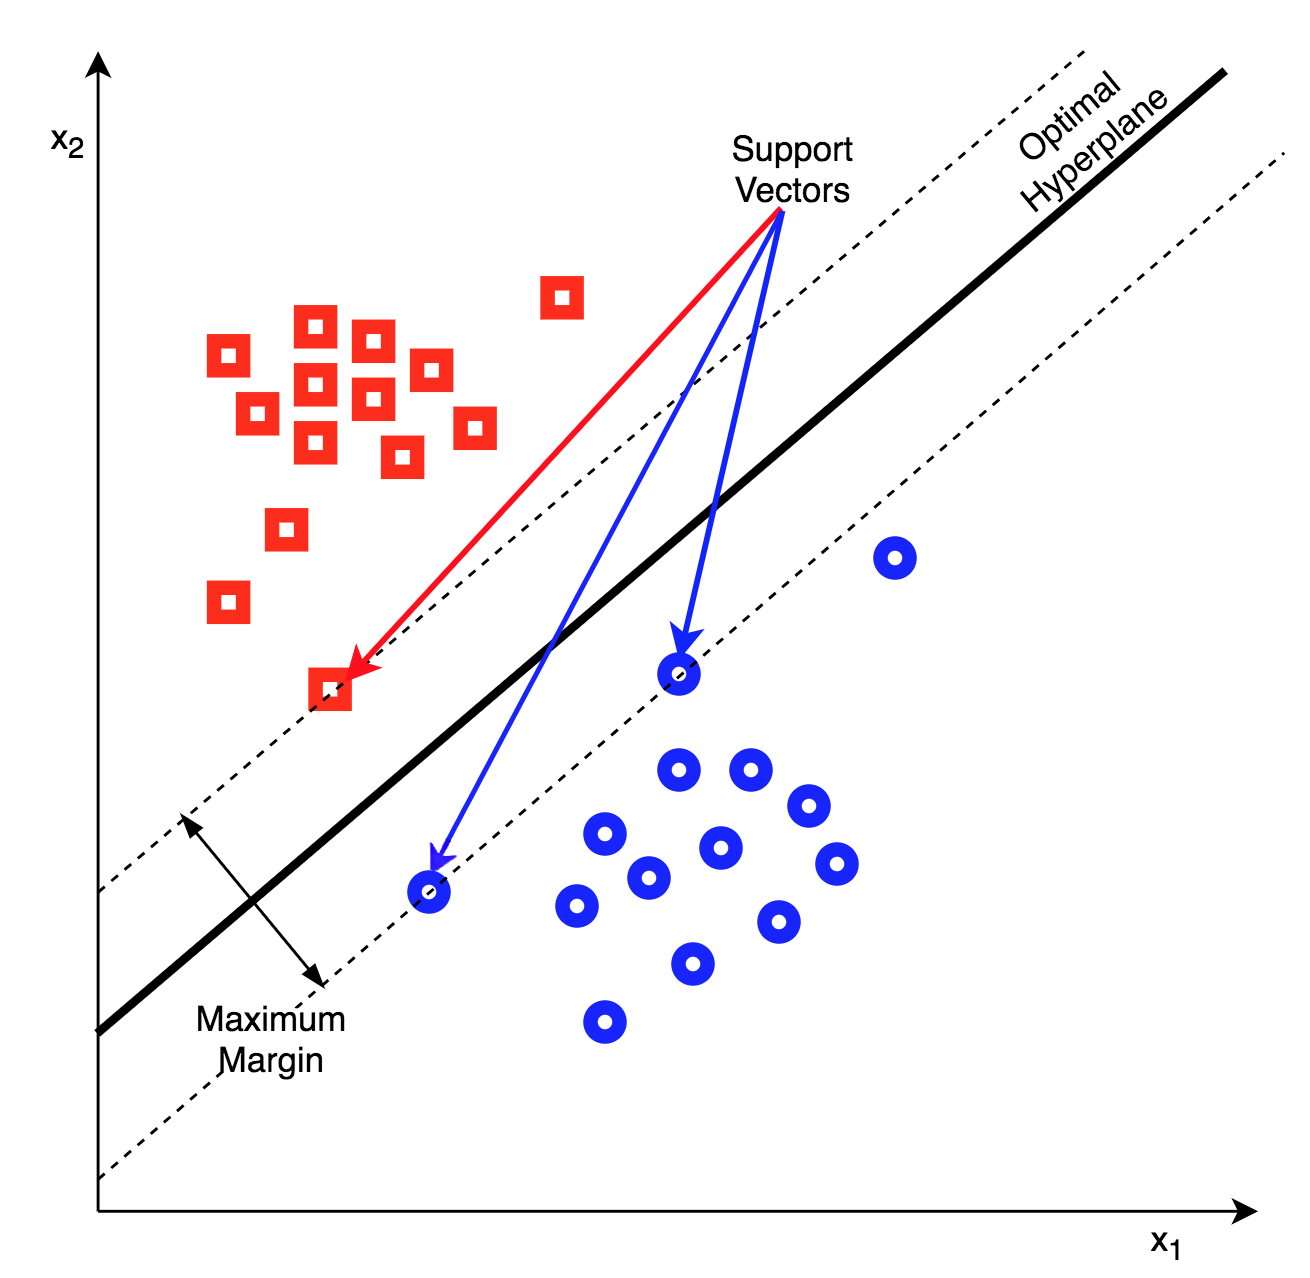 x2
Support
Vectors
Optimal
Hyperplane
Maximum
Margin
x1